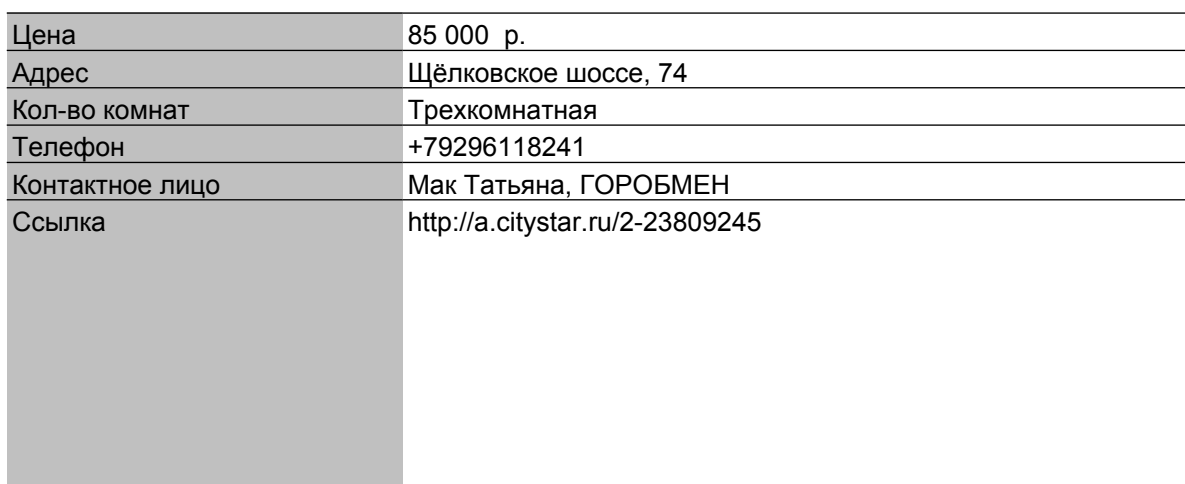 Цена 85 000 р.
Адрес Щёлковское шоссе, 74
Кол-во комнат Трехкомнатная
Телефон +79296118241
Контактное лицо Мак Татьяна, ГОРОБМЕН
Ссылка http://a.citystar.ru/2-23809245